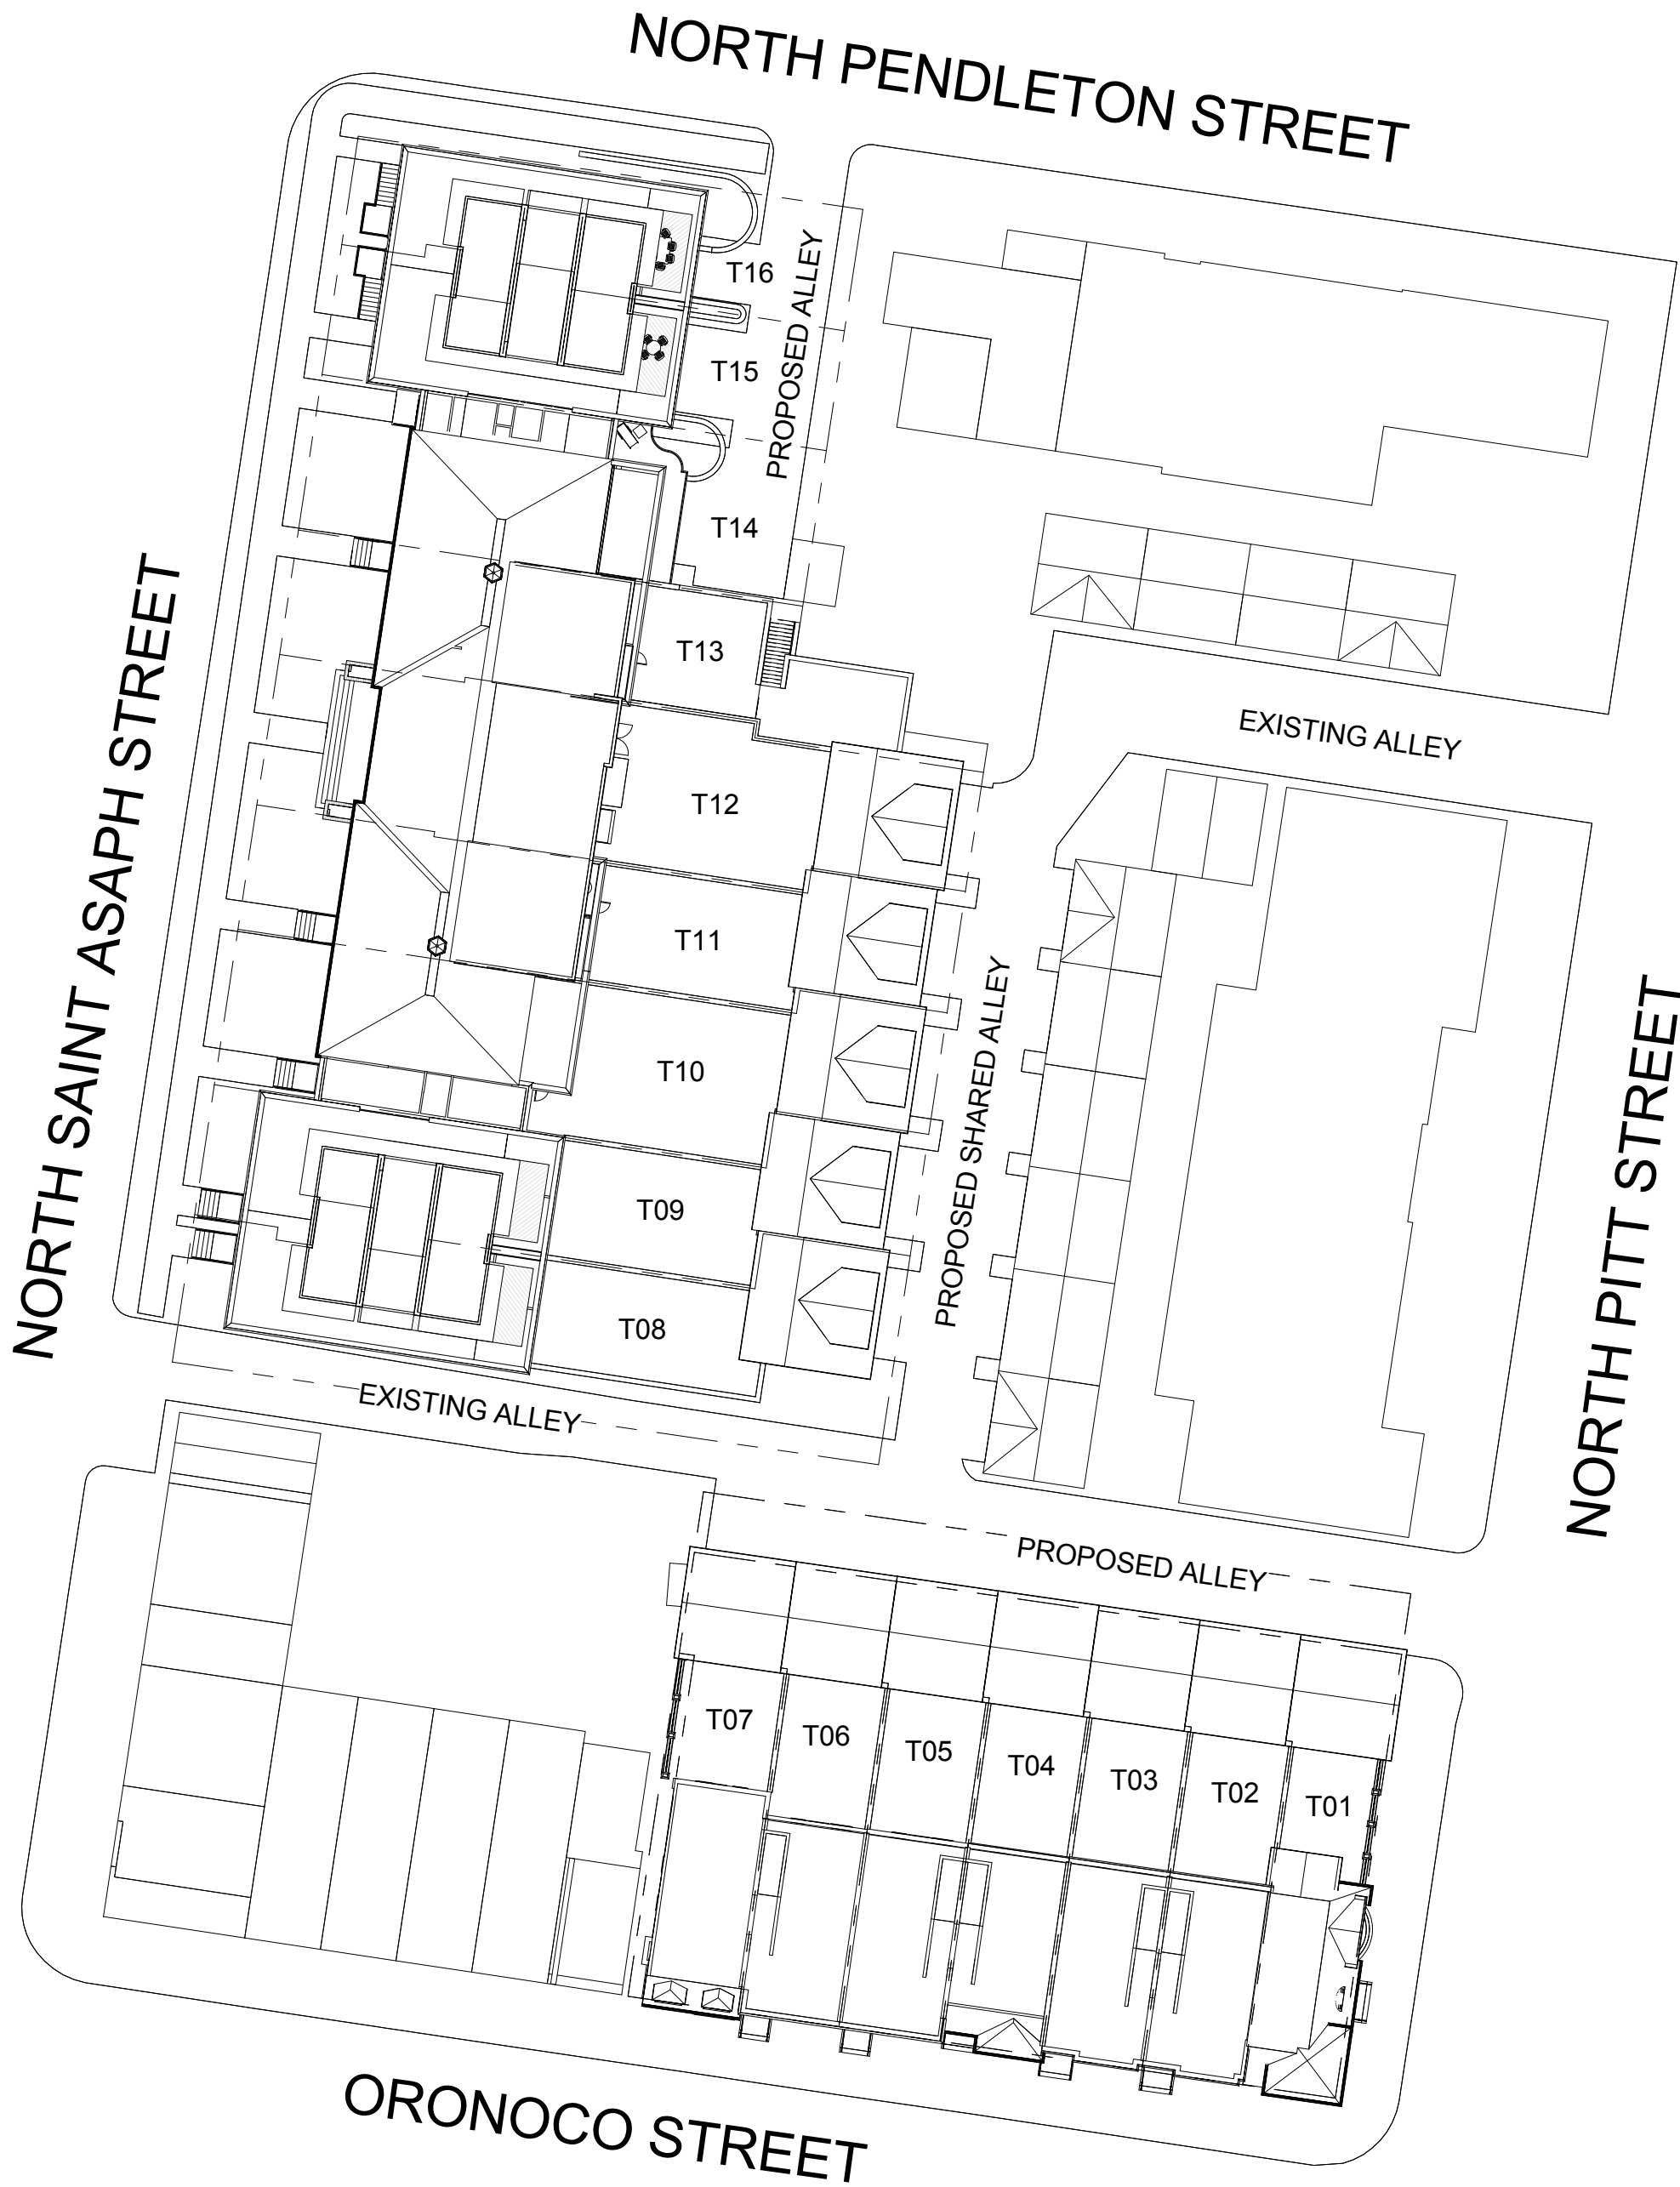 NORTH PENDLETON STREET
T16
PROPOSED ALLEY
T15
T14
T13
EXISTING ALLEY
T12
T11
T10
PROPOSED SHARED ALLEY
NORTH SAINT ASAPH STREET
NORTH PITT STREET
T09
T08
EXISTING ALLEY
PROPOSED ALLEY
T07
T06
T05
T04
T03
T02
T01
ORONOCO STREET